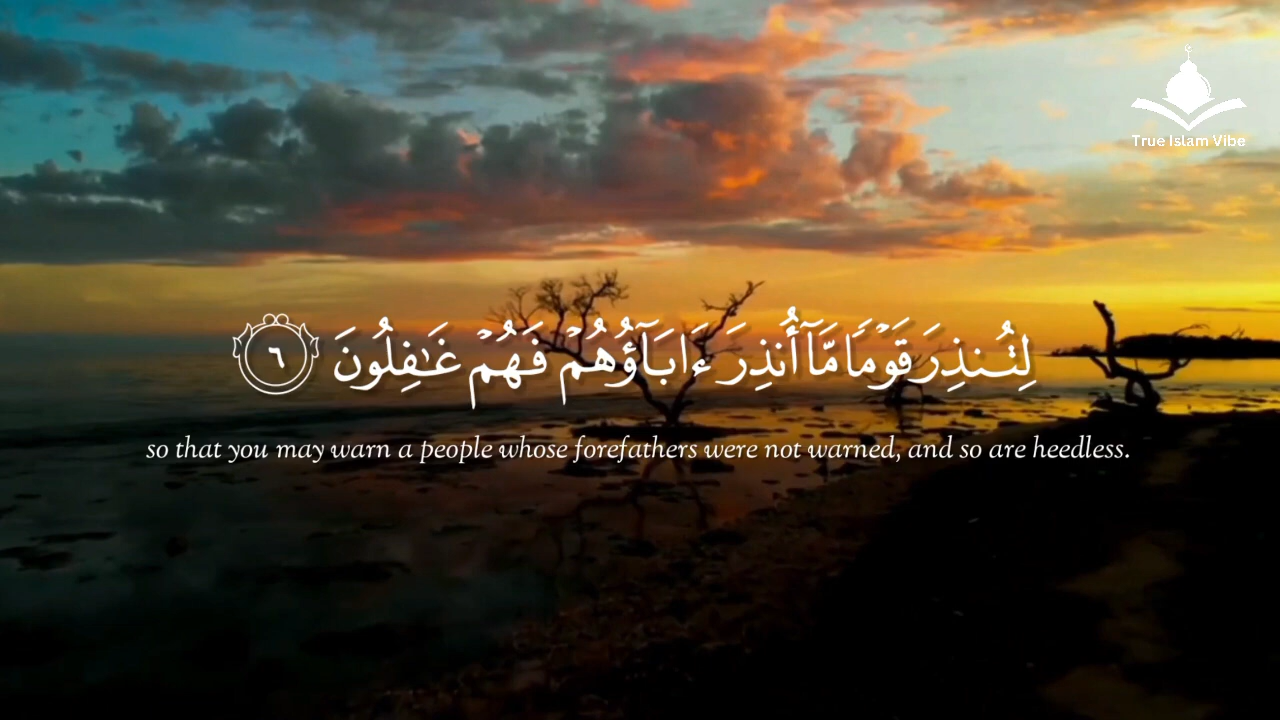 True Islam Vibe
لِتُنذِرَ قَوْمًا مَّآ أُنذِرَ ءَابَآؤُهُمْ فَهُمْ غَـٰفِلُونَ ٦
so that you may warn a people whose forefathers were not warned, and so are heedless.